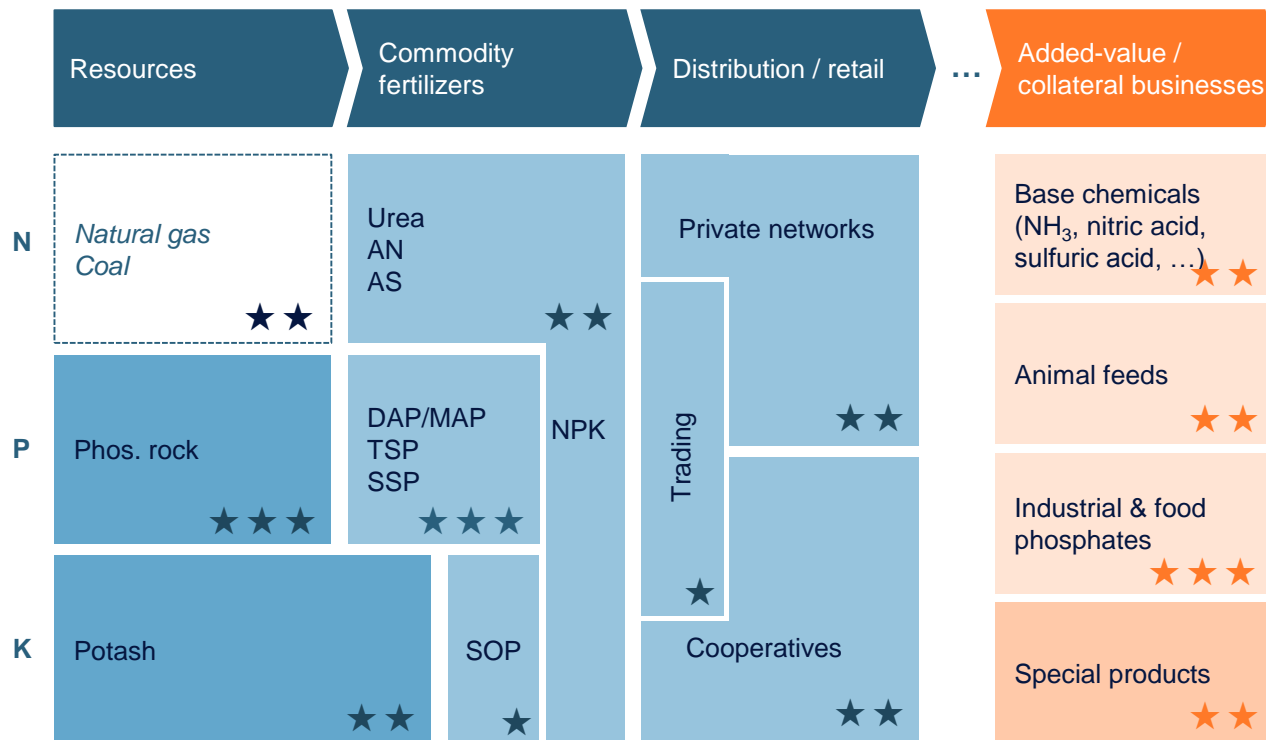 Resources
Commodity
fertilizers
Distribution / retail
...
Added-value /
collateral businesses
N
Natural gas
Coal
Urea
AN
AS
Private networks
Base chemicals
(NH₃, nitric acid,
sulfuric acid, …)
P
Phos. rock
DAP/MAP
TSP
SSP
NPK
Trading
Animal feeds
Industrial & food
phosphates
K
Potash
SOP
Cooperatives
Special products